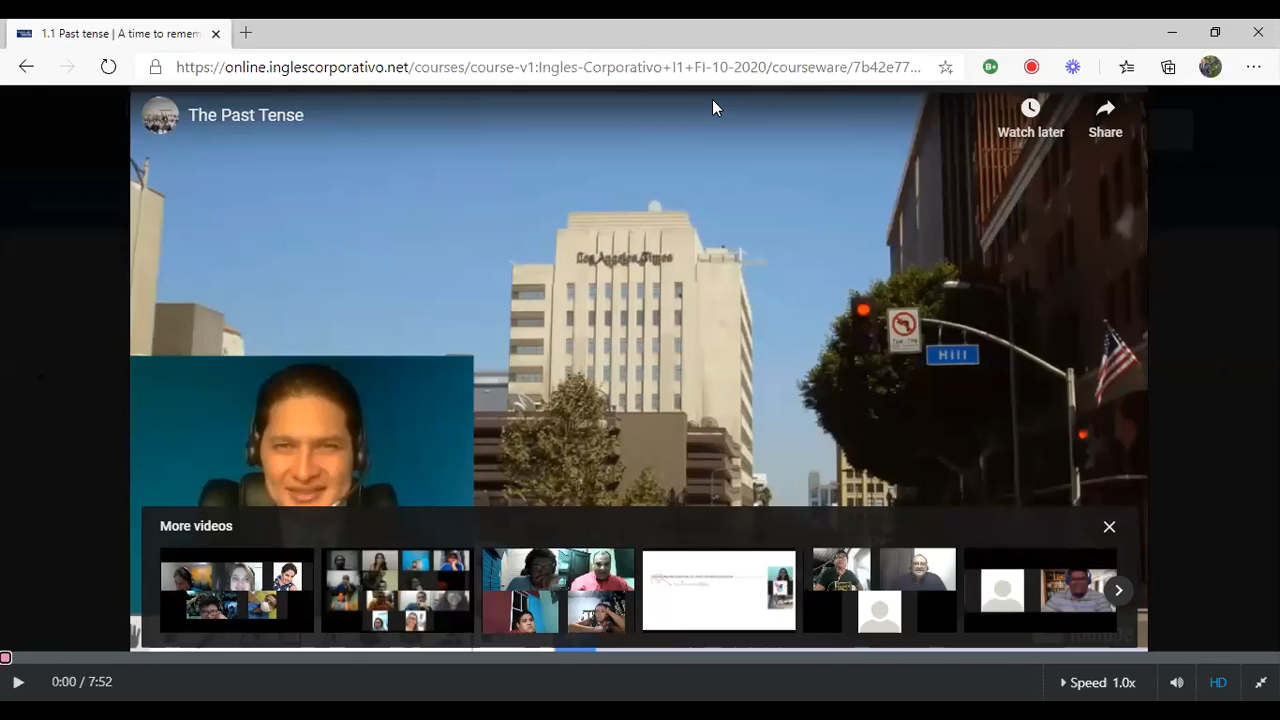 1.1 Past tense | A time to remem
https://online.inglescorporativo.net/courses/course-v1:Ingles-Corporativo+I1+FI-10-2020/courseware/7b42e77...
B+
The Past Tense
Watch later
Share
Los Angeles Times
HIll
More videos
0:00 / 7:52
Speed 1.0x
HD